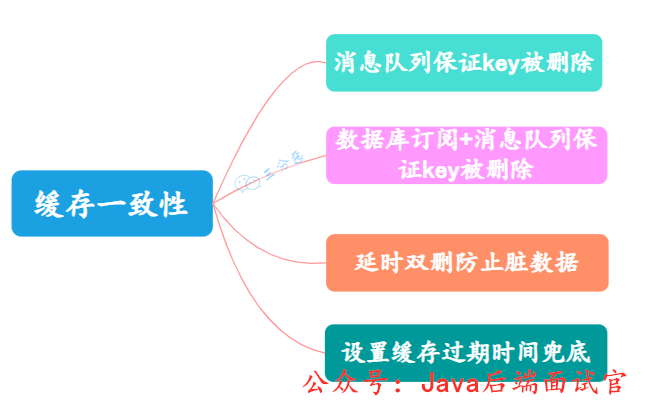 消息队列保证key被删除
数据库订阅+消息队列保
证key被删除
三分恶
缓存一致性
延时双删防止脏数据
设置缓存过期时间兜底
公众号：Java后端面试官